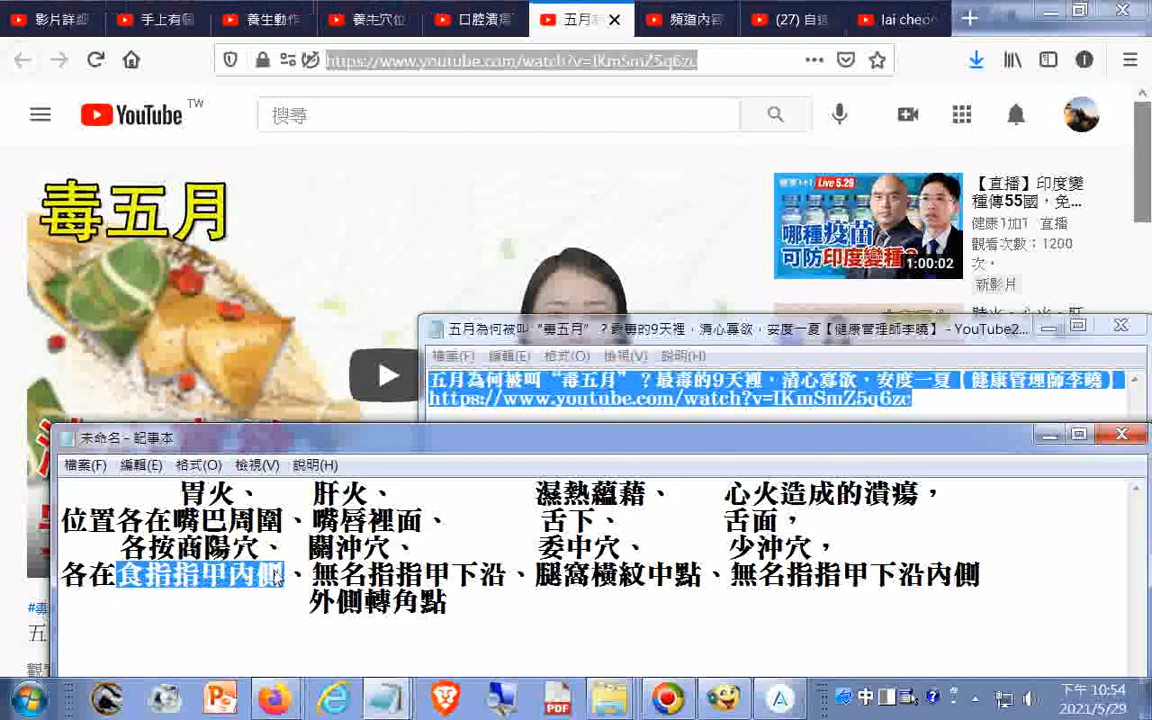 影片詳細
手上有個
養生動作
養生穴位
口腔潰瘍
五月
頻道內容
(27) 自
lai cheon
https://www.youtube.com/watch?v=IKmSmZ5q6zc
YouTube TW
搜尋
毒五月
Live 5.29
哪種疫苗
可防印度變種?
1:00:02
【直播】印度變
種傳55國，免...
健康1加1 直播
觀看次數：1200
次。
新影片
五月為何被叫“毒五月”？最毒的9天裡，清心寡欲，安度一夏【健康管理師李曉】 - YouTube2...
檔案(F) 編輯(E) 格式(O) 檢視(V) 說明(H)
五月為何被叫“毒五月”？最毒的9天裡，清心寡欲，安度一夏【健康管理師李曉】
https://www.youtube.com/watch?v=IKmSmZ5q6zc
未命名 - 記事本
檔案(F) 編輯(E) 格式(O) 檢視(V) 說明(H)
胃火、 肝火、 濕熱蘊藉、 心火造成的潰瘍，
位置各在嘴巴周圍、嘴唇裡面、 舌下、 舌面，
各按商陽穴、 關沖穴、 委中穴、 少沖穴，
各在食指指甲內側、無名指指甲下沿、腿窩橫紋中點、無名指指甲下沿內側
外側轉角點
#毒
五
觀
中
下午 10:54
2021/5/29